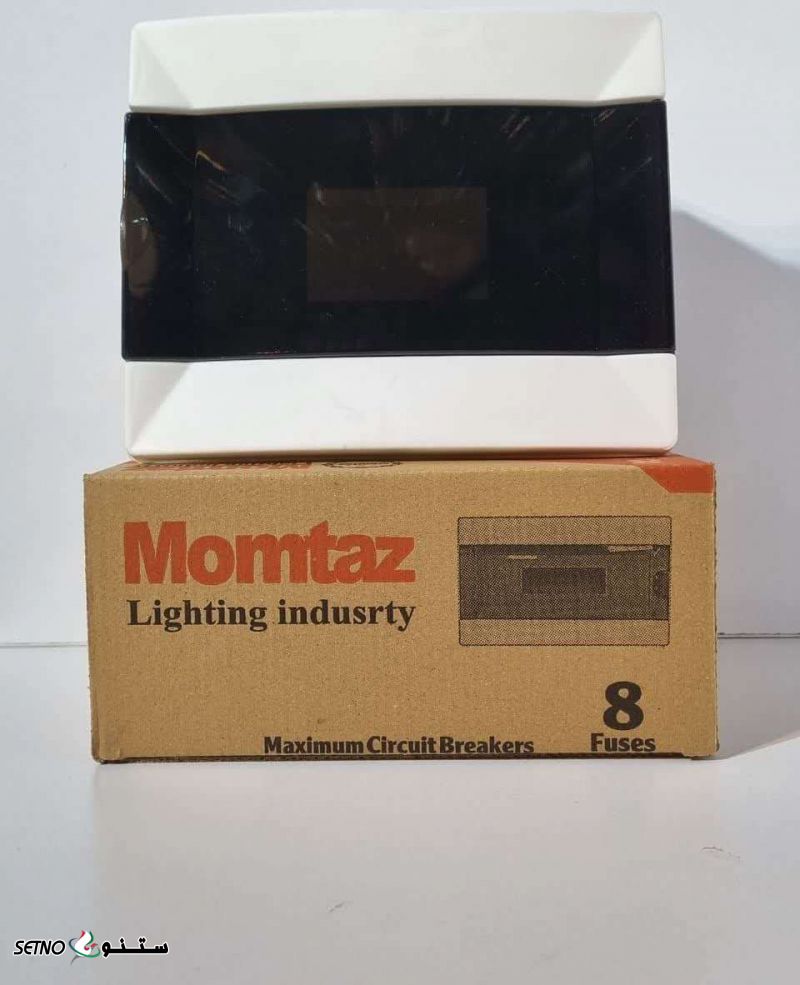 Momtaz
Lighting indusrty
8
Fuses
Maximum Circuit Breakers
SETNO ستنو